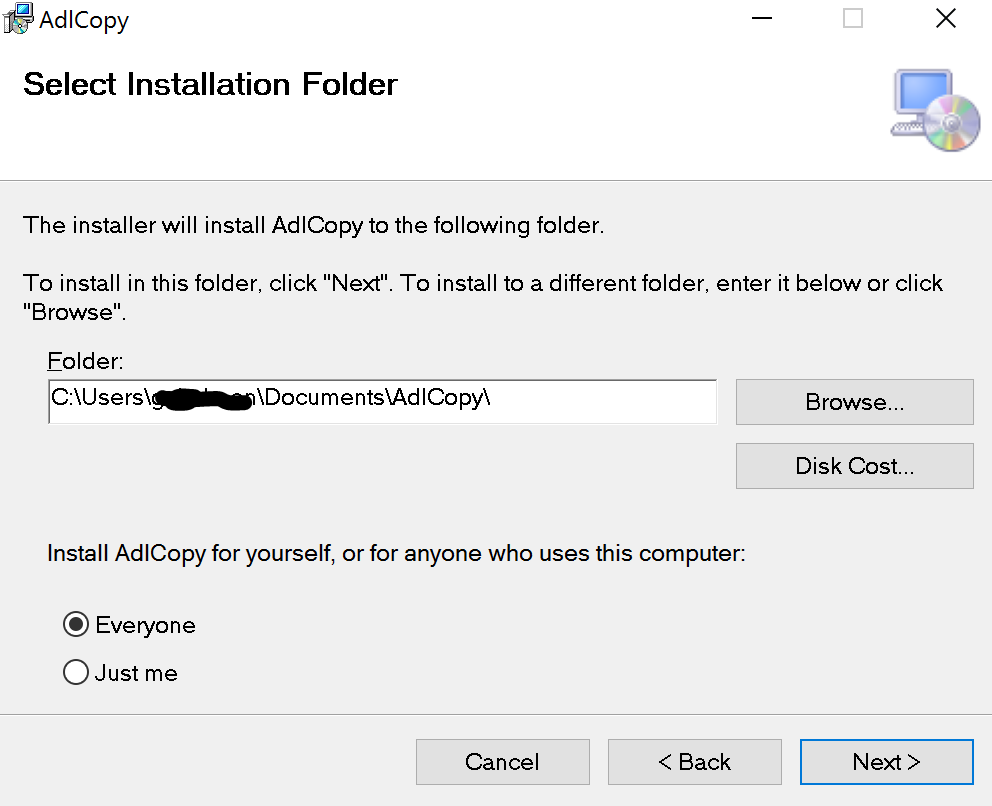 AdlCopy
Select Installation Folder
The installer will install AdlCopy to the following folder.
To install in this folder, click "Next". To install to a different folder, enter it below or click
"Browse".
Folder:
C:\Users\ \Documents\AdlCopy\
Browse...
Disk Cost...
Install AdlCopy for yourself, or for anyone who uses this computer:
Everyone
Just me
Cancel
< Back
Next >